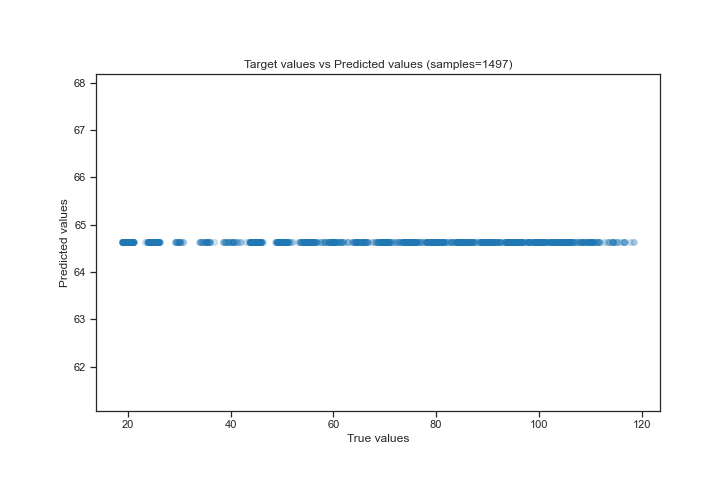 Target values vs Predicted values (samples=1497)
68
67
66
65
64
63
62
Predicted values
20 40 60 80 100 120
True values